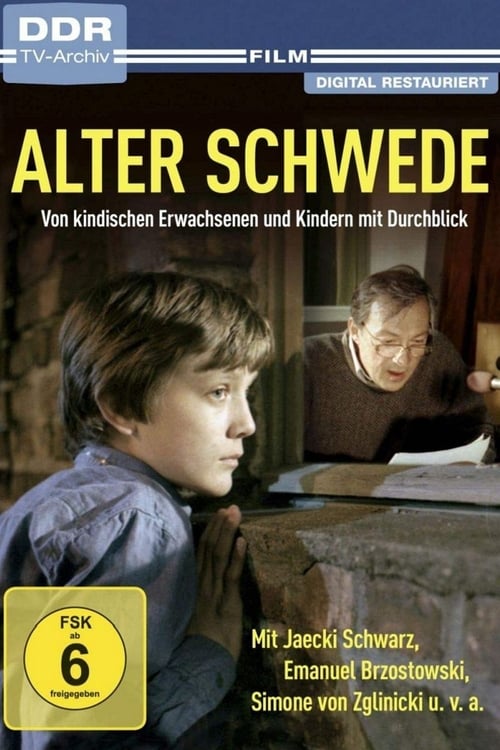 DDR
TV-Archiv
FILM
DIGITAL RESTAURIERT
ALTER SCHWEDE
Von kindischen Erwachsenen und Kindern mit Durchblick
FSK
ab
6
freigegeben
Mit Jaecki Schwarz,
Emanuel Brzostowski,
Simone von Zglinicki u. v. a.